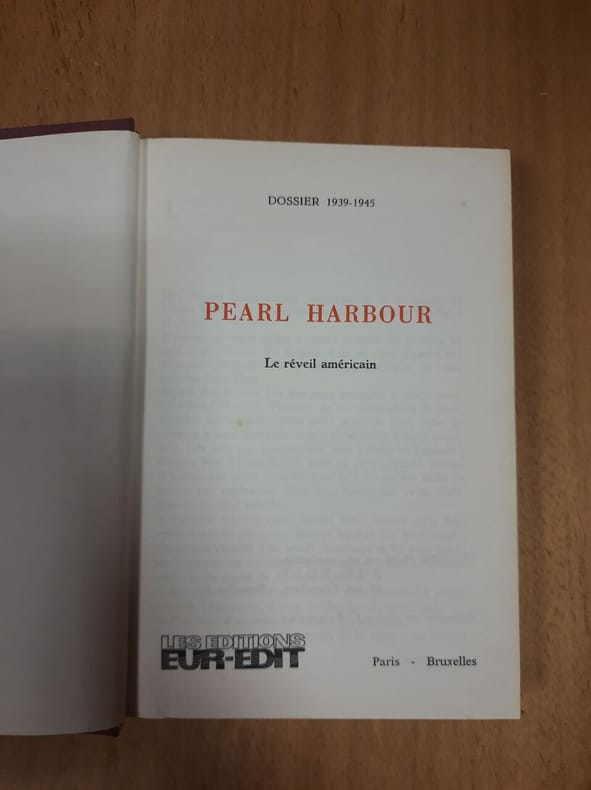 DOSSIER 1939-1945
PEARL HARBOUR
Le réveil américain
LES EDITIONS
EUR-EDIT
Paris - Bruxelles